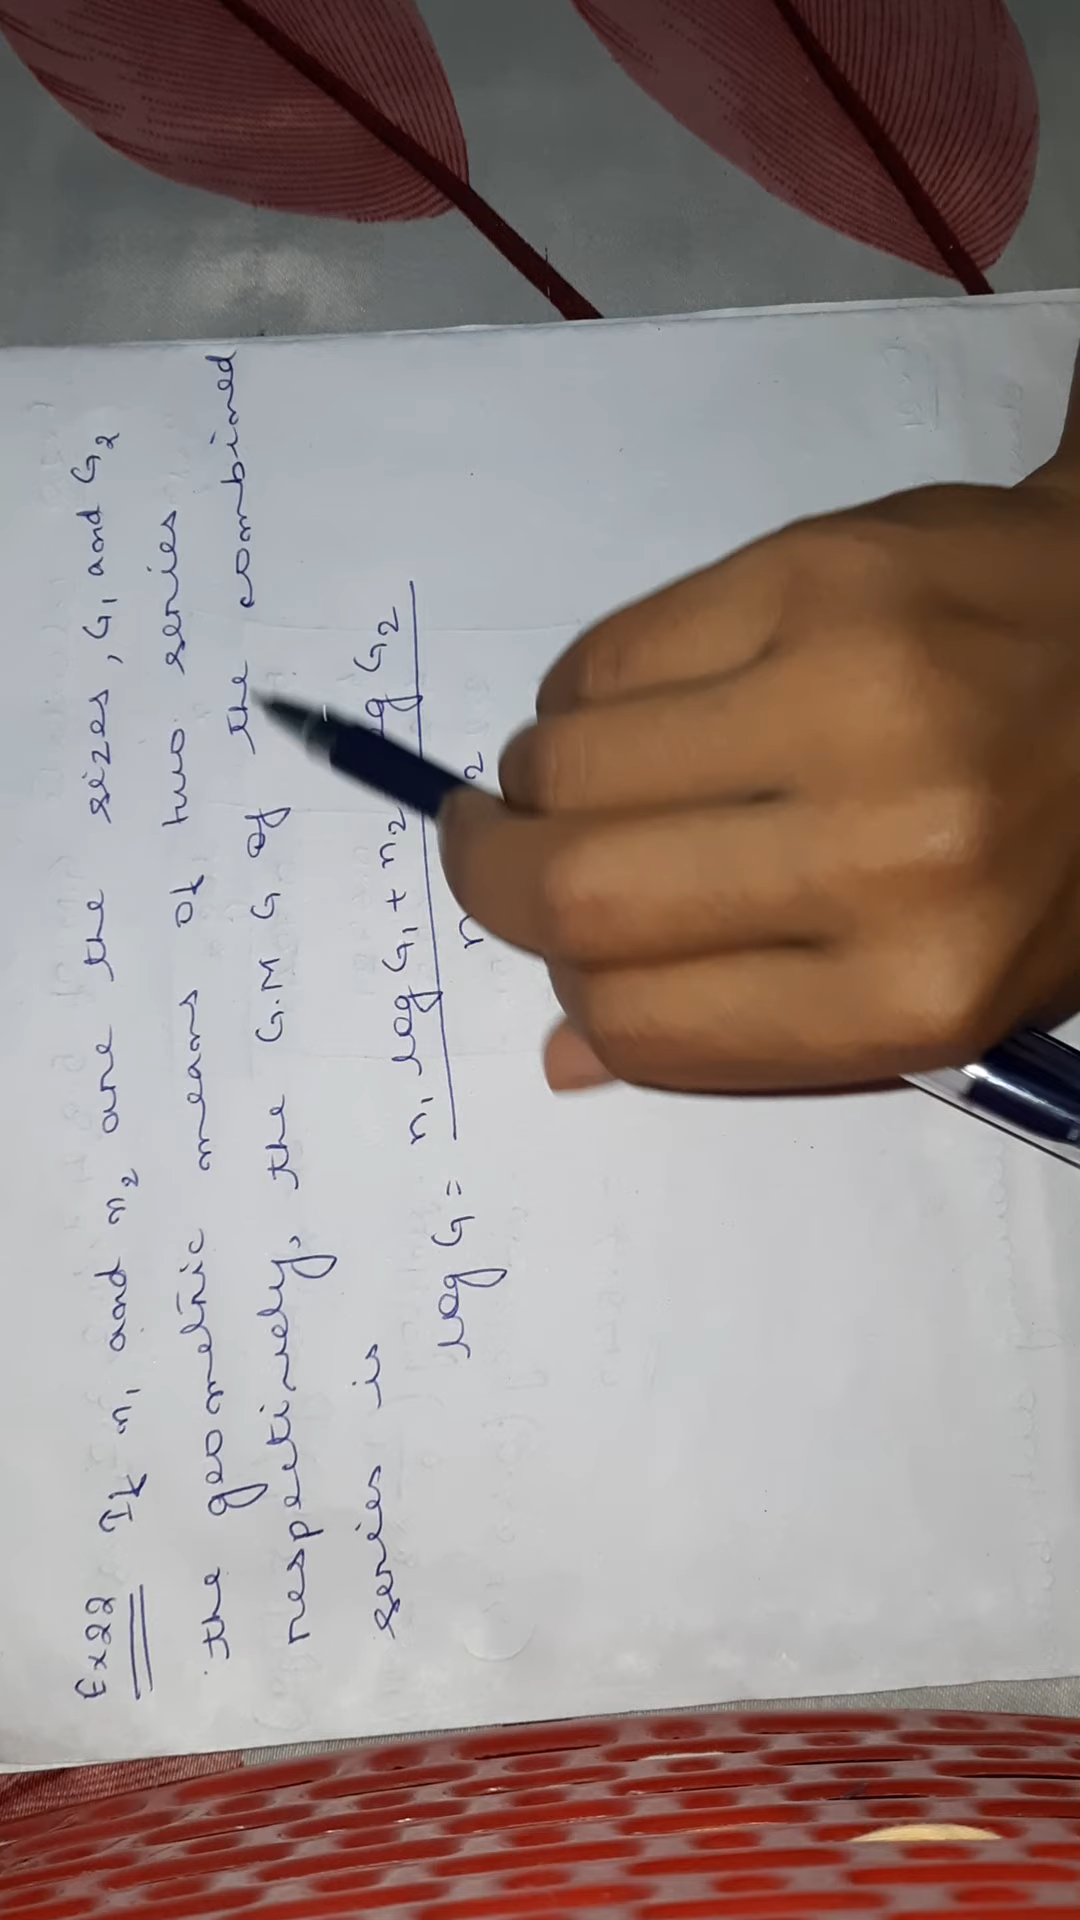 Ex22 If n₁ and n₂ are the sizes, G₁ and G₂
the geometric means of two series
respectively, the G.M G of the combined
series is
log G = n₁ log G₁ + n₂ G₂
n 2